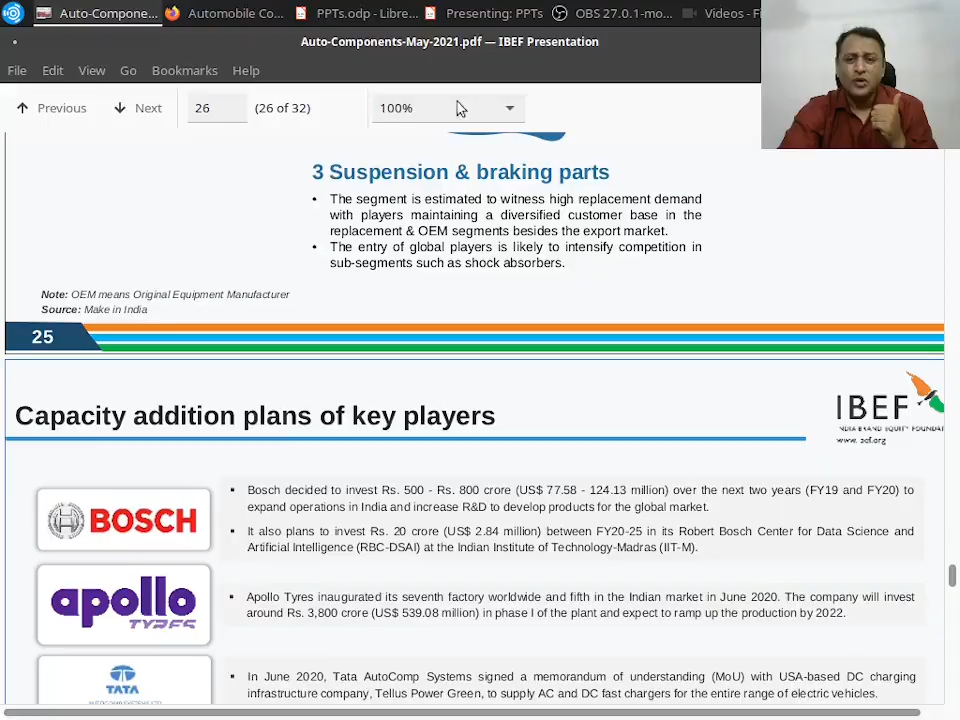 Auto-Compone...
Automobile Co...
PPTs.odp - Libre...
Presenting: PPTs
OBS 27.0.1-mo...
Videos - F
Auto-Components-May-2021.pdf — IBEF Presentation
File Edit View Go Bookmarks Help
Previous Next 26 (26 of 32) 100%
3 Suspension & braking parts
• The segment is estimated to witness high replacement demand
with players maintaining a diversified customer base in the
replacement & OEM segments besides the export market.
• The entry of global players is likely to intensify competition in
sub-segments such as shock absorbers.
Note: OEM means Original Equipment Manufacturer
Source: Make in India
25
Capacity addition plans of key players
IBEF
INDIA BRAND EQUITY FOUNDAT
www.ibef.org
BOSCH
▪ Bosch decided to invest Rs. 500 - Rs. 800 crore (US$ 77.58 - 124.13 million) over the next two years (FY19 and FY20) to
expand operations in India and increase R&D to develop products for the global market.
▪ It also plans to invest Rs. 20 crore (US$ 2.84 million) between FY20-25 in its Robert Bosch Center for Data Science and
Artificial Intelligence (RBC-DSAI) at the Indian Institute of Technology-Madras (IIT-M).
apollo
TYRES
▪ Apollo Tyres inaugurated its seventh factory worldwide and fifth in the Indian market in June 2020. The company will invest
around Rs. 3,800 crore (US$ 539.08 million) in phase I of the plant and expect to ramp up the production by 2022.
TATA
▪ In June 2020, Tata AutoComp Systems signed a memorandum of understanding (MoU) with USA-based DC charging
infrastructure company, Tellus Power Green, to supply AC and DC fast chargers for the entire range of electric vehicles.